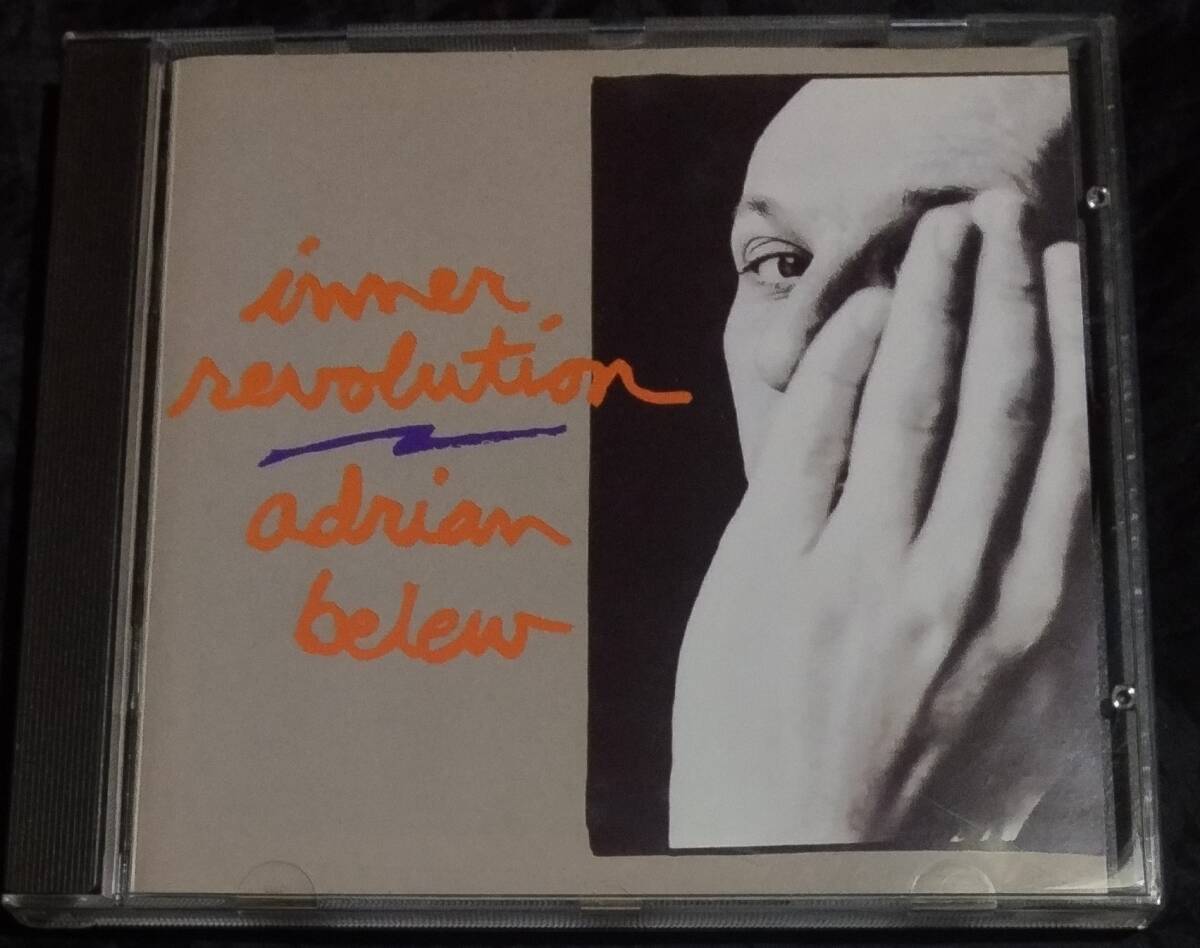 inner
revolution
adrian
belew